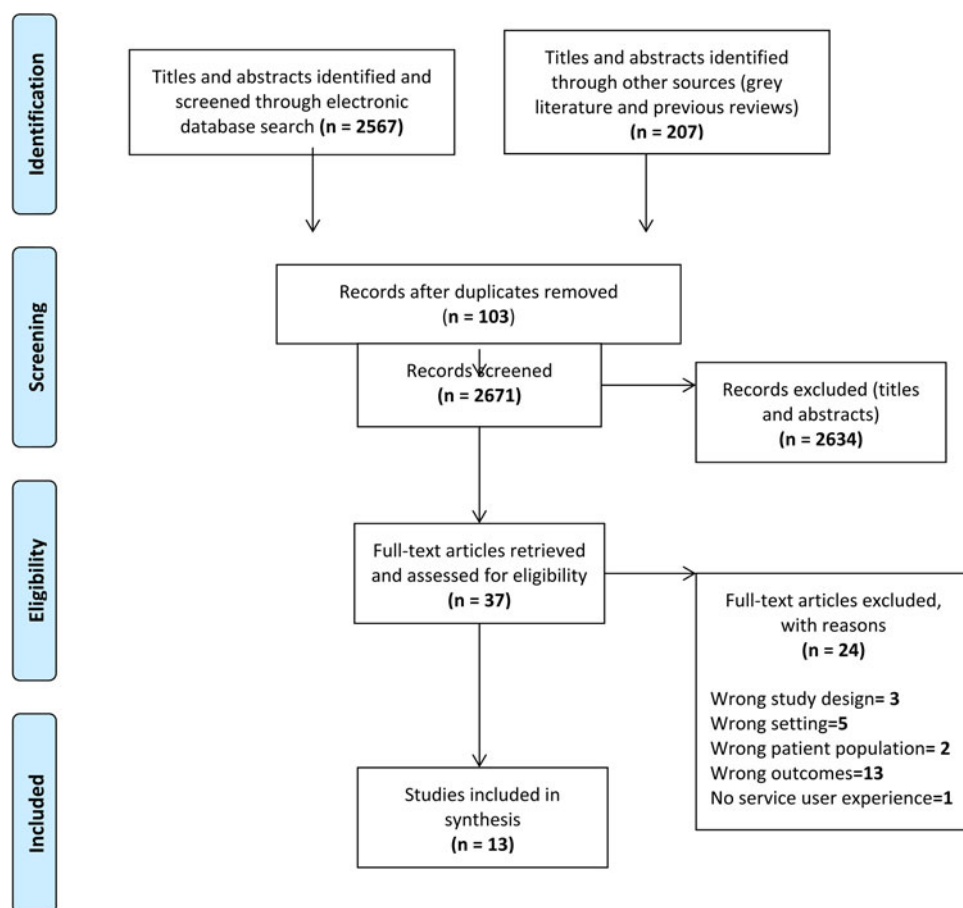 Identification
Titles and abstracts identified and
screened through electronic
database search (n = 2567)
Titles and abstracts identified
through other sources (grey
literature and previous reviews)
(n = 207)
Screening
Records after duplicates removed
(n = 103)
Records screened
(n = 2671)
Records excluded (titles
and abstracts)
(n = 2634)
Eligibility
Full-text articles retrieved
and assessed for eligibility
(n = 37)
Full-text articles excluded,
with reasons
(n = 24)
Wrong study design= 3
Wrong setting=5
Wrong patient population= 2
Wrong outcomes=13
No service user experience=1
Included
Studies included in
synthesis
(n = 13)